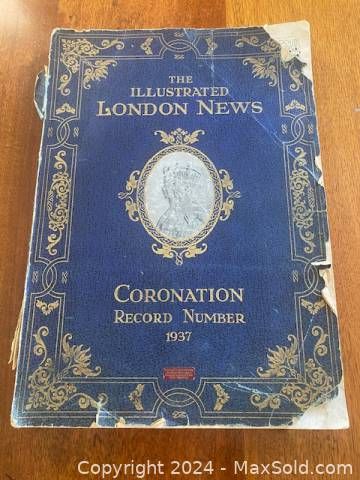 THE
ILLUSTRATED
LONDON NEWS
CORONATION
RECORD NUMBER
1937
Copyright © 2024 - MaxSold.com